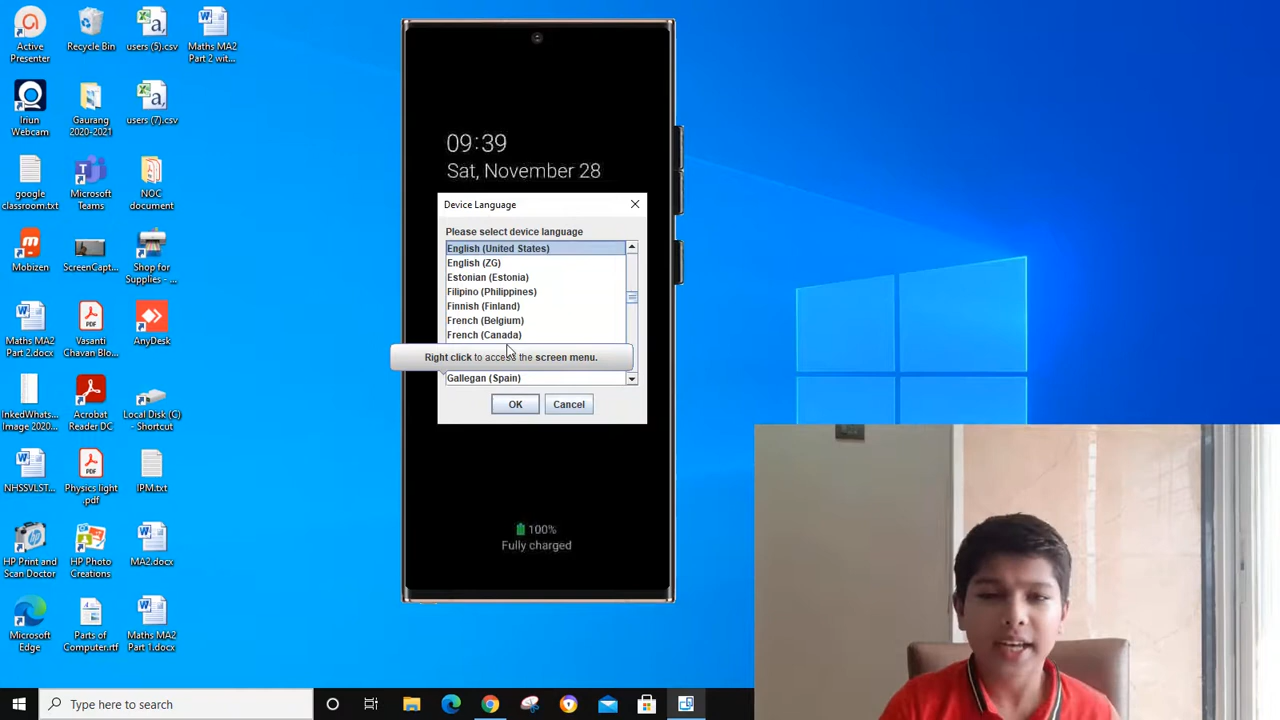 Active
Presenter
Recycle Bin
users (5).csv
Maths MA2
Part 2 wit...
Iriun
Webcam
Gaurang
2020-2021
users (7).csv
google
classroom.txt
Microsoft
Teams
NOC
document
Mobizen
ScreenCapt...
Shop for
Supplies - ...
Maths MA2
Part 2.docx
Vasanti
Chavan Blo...
AnyDesk
InkedWhats...
Image 2020...
Acrobat
Reader DC
Local Disk (C)
- Shortcut
NHSSVLST...
Physics light
.pdf
IPM.txt
HP Print and
Scan Doctor
HP Photo
Creations
MA2.docx
Microsoft
Edge
Parts of
Computer.rtf
Maths MA2
Part 1.docx
09:39
Sat, November 28
Device Language
Please select device language
English (United States)
English (ZG)
Estonian (Estonia)
Filipino (Philippines)
Finnish (Finland)
French (Belgium)
French (Canada)
Right click to access the screen menu.
Gallegan (Spain)
OK
Cancel
100%
Fully charged
Type here to search